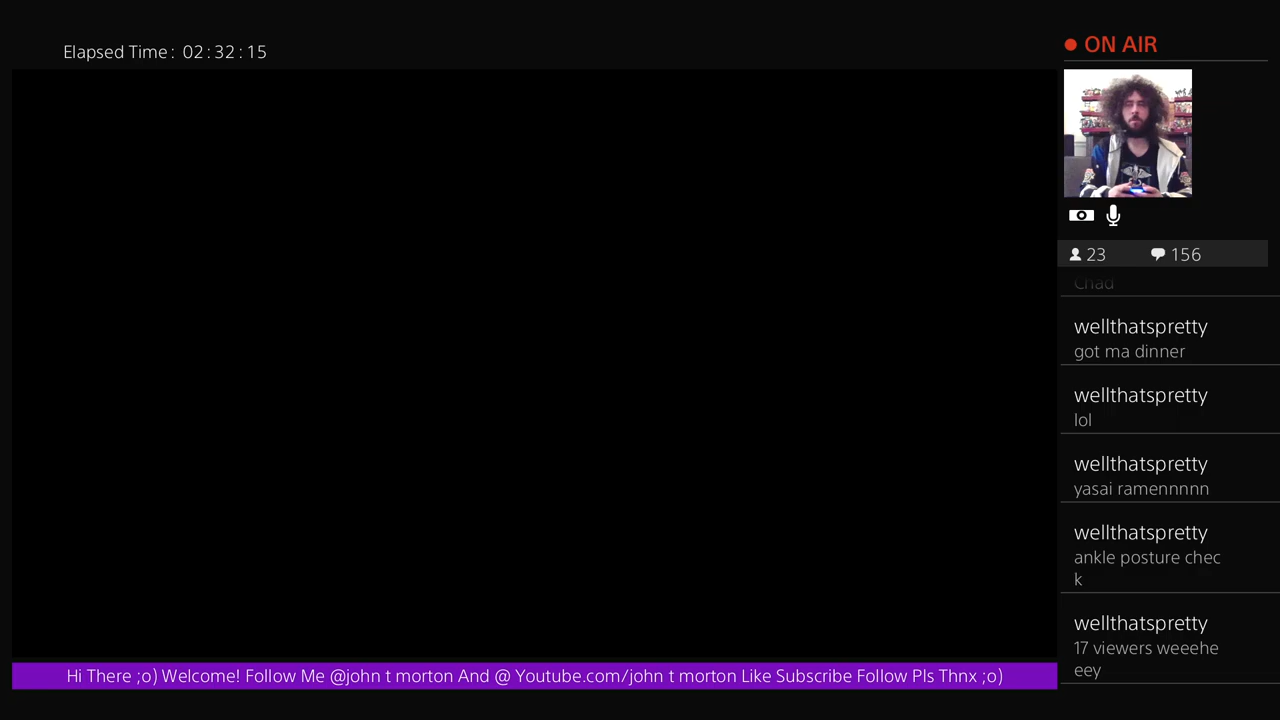 Elapsed Time: 02:32:15
ON AIR
23 156
Chad
wellthatspretty
got ma dinner
wellthatspretty
lol
wellthatspretty
yasai ramennnnn
wellthatspretty
ankle posture chec
k
wellthatspretty
17 viewers weeehe
eey
Hi There ;o) Welcome! Follow Me @john t morton And @ Youtube.com/john t morton Like Subscribe Follow Pls Thnx ;o)